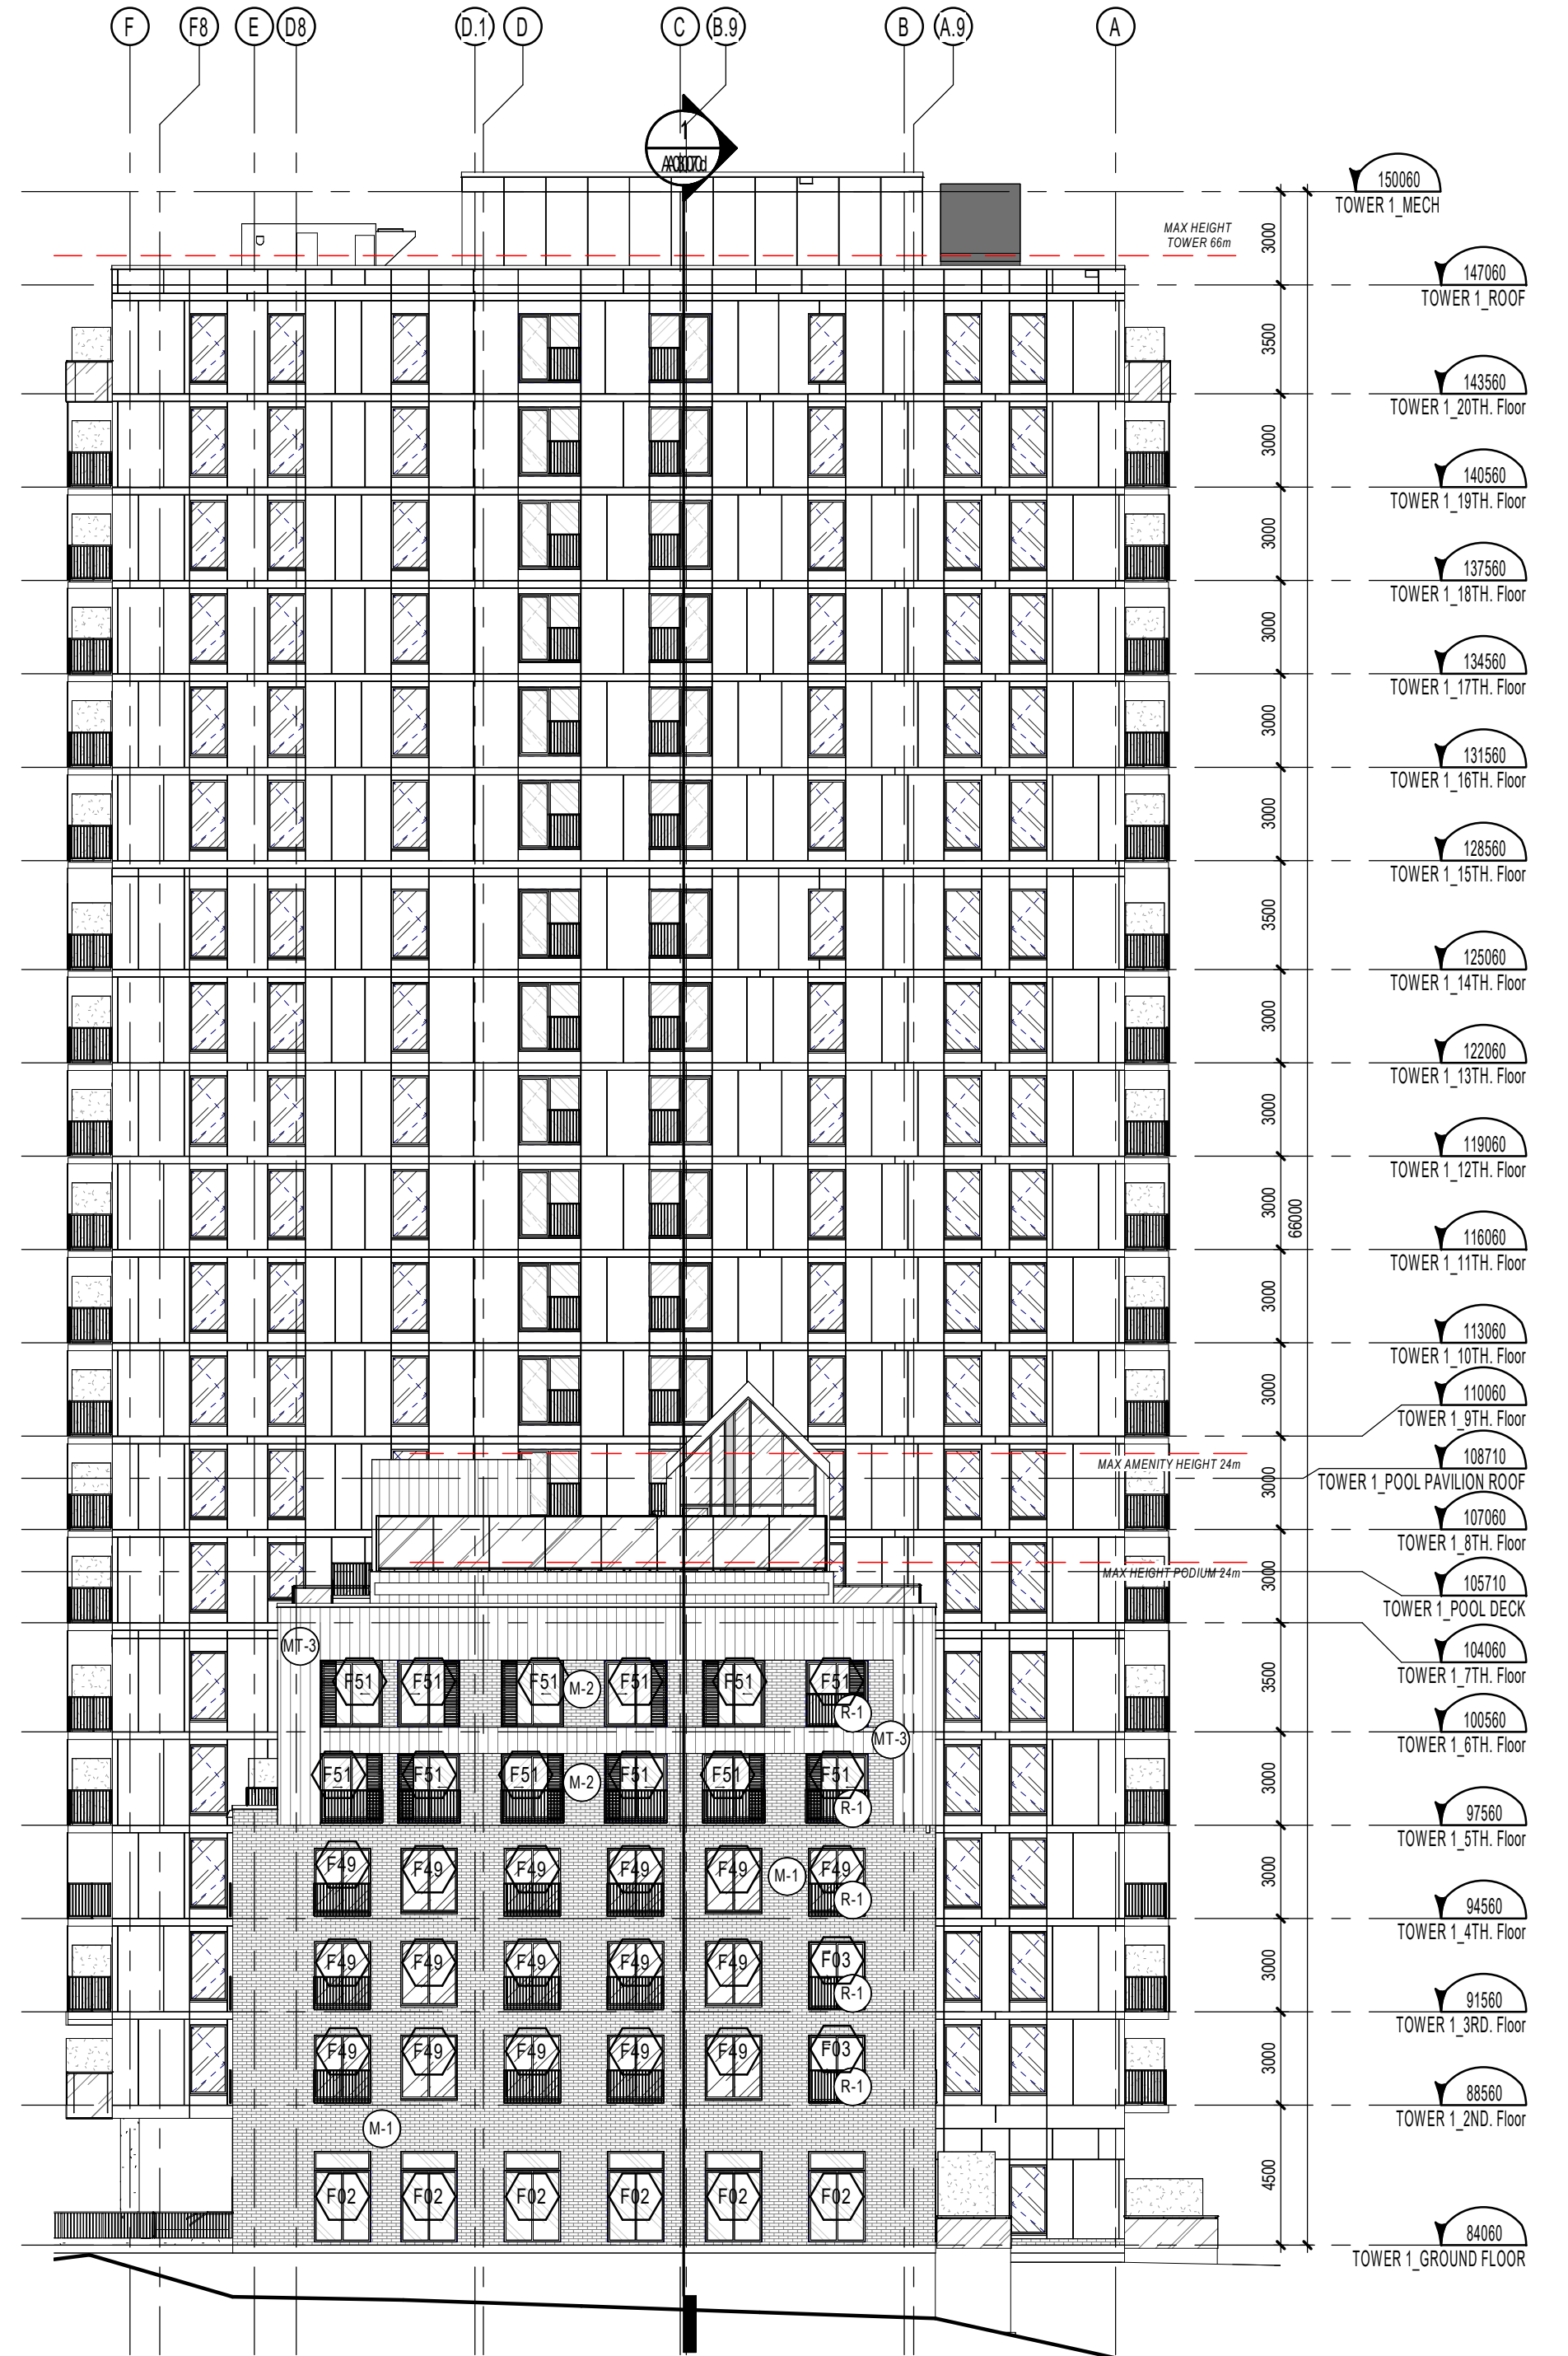 F F8 E D8 D.1 D C B.9 B A.9 A
1
150060
TOWER 1_MECH
MAX HEIGHT
TOWER 66m
3000
147060
TOWER 1_ROOF
3500
143560
TOWER 1_20TH. Floor
3000
140560
TOWER 1_19TH. Floor
3000
137560
TOWER 1_18TH. Floor
3000
134560
TOWER 1_17TH. Floor
3000
131560
TOWER 1_16TH. Floor
3000
128560
TOWER 1_15TH. Floor
3500
125060
TOWER 1_14TH. Floor
3000
122060
TOWER 1_13TH. Floor
3000
119060
TOWER 1_12TH. Floor
3000
66000
116060
TOWER 1_11TH. Floor
3000
113060
TOWER 1_10TH. Floor
3000
110060
TOWER 1_9TH. Floor
MAX AMENITY HEIGHT 24m
108710
TOWER 1_POOL PAVILION ROOF
3000
107060
TOWER 1_8TH. Floor
MAX HEIGHT PODIUM 24m
3000
105710
TOWER 1_POOL DECK
104060
TOWER 1_7TH. Floor
MT-3
F51 F51 F51 M-2 F51 F51 F51
R-1
3500
100560
TOWER 1_6TH. Floor
MT-3
F51 F51 F51 M-2 F51 F51 F51
R-1
3000
97560
TOWER 1_5TH. Floor
F49 F49 F49 F49 F49 M-1 F49
R-1
3000
94560
TOWER 1_4TH. Floor
F49 F49 F49 F49 F49 F03
R-1
3000
91560
TOWER 1_3RD. Floor
F49 F49 F49 F49 F49 F03
R-1
3000
88560
TOWER 1_2ND. Floor
M-1
4500
F02 F02 F02 F02 F02 F02
84060
TOWER 1_GROUND FLOOR